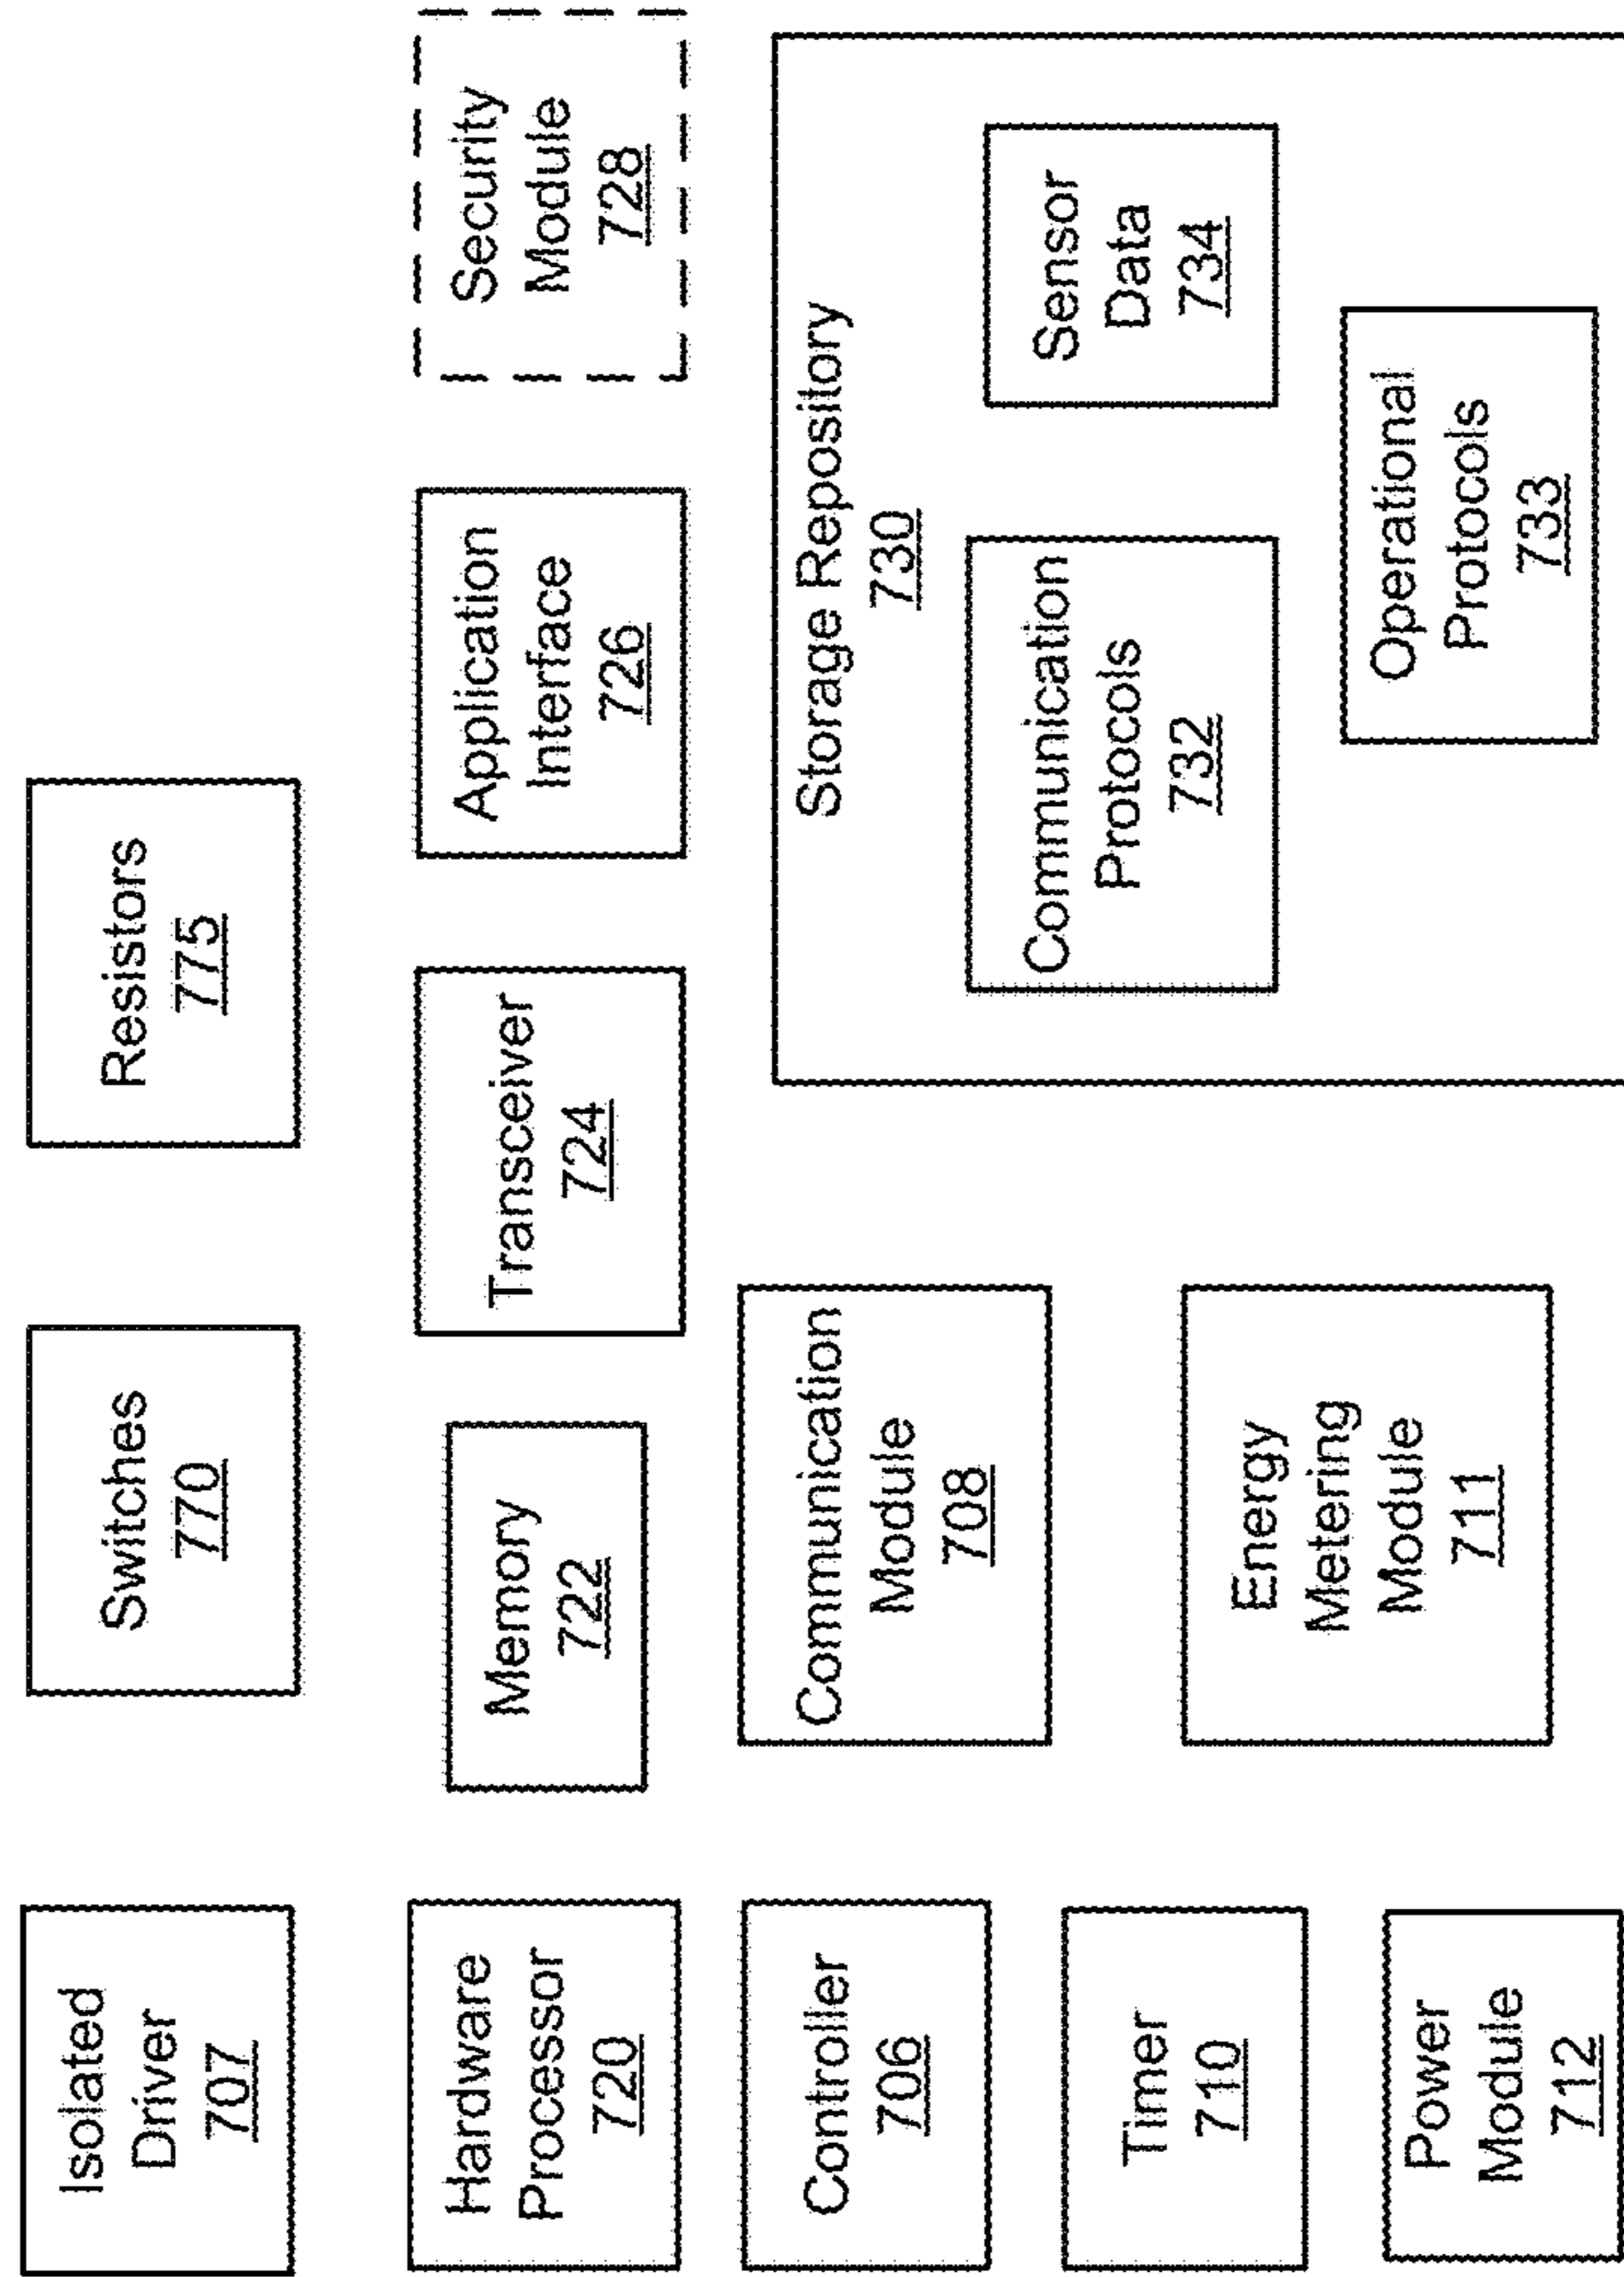 Isolated
Driver
707
Switches
770
Resistors
775
Hardware
Processor
720
Memory
722
Transceiver
724
Application
Interface
726
Security
Module
728
Controller
706
Communication
Module
708
Storage Repository
730
Communication
Protocols
732
Sensor
Data
734
Timer
710
Energy
Metering
Module
711
Operational
Protocols
733
Power
Module
712